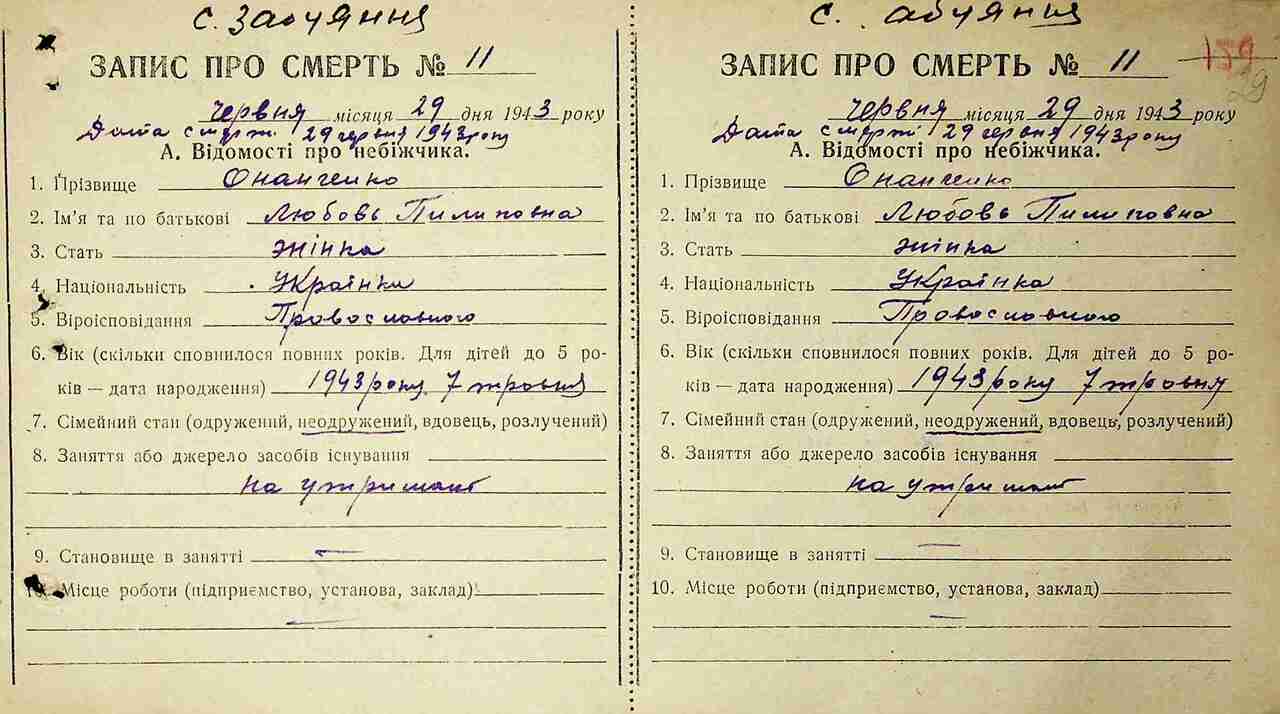 с. Забуяння
ЗАПИС ПРО СМЕРТЬ № 11
червня місяця 29 дня 1943 року
Дата смерті 29 червня 1943 року
А. Відомості про небіжчика.
1. Прізвище Онанченко
2. Ім'я та по батькові Любовь Пилиповна
3. Стать жінка
4. Національність Українка
5. Віроісповідання Провославного
6. Вік (скільки сповнилося повних років. Для дітей до 5 ро-
ків — дата народження) 1943 року 7 травня
7. Сімейний стан (одружений, неодружений, вдовець, розлучений)
8. Заняття або джерело засобів існування
на утримані
9. Становище в занятті —
10. Місце роботи (підприємство, установа, заклад)
—
с. абуяння
159
29
ЗАПИС ПРО СМЕРТЬ № 11
червня місяця 29 дня 1943 року
Дата смерті 29 червня 1943 року
А. Відомості про небіжчика.
1. Прізвище Онанченко
2. Ім'я та по батькові Любовь Пилиповна
3. Стать жінка
4. Національність Українка
5. Віроісповідання Провославного
6. Вік (скільки сповнилося повних років. Для дітей до 5 ро-
ків — дата народження) 1943 року 7 травня
7. Сімейний стан (одружений, неодружений, вдовець, розлучений)
8. Заняття або джерело засобів існування
на утримані
9. Становище в занятті —
10. Місце роботи (підприємство, установа, заклад)
—